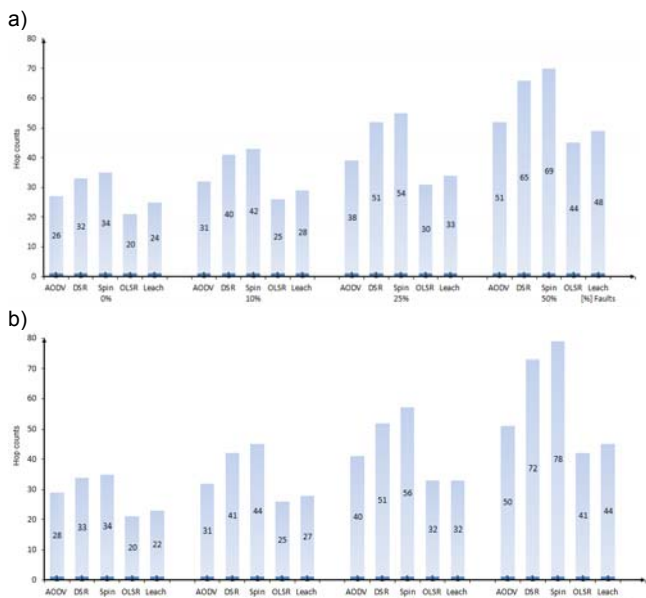 a)
80
70
60
50
40
30
20
10
0
Hop counts
26 32 34 20 24 31 40 42 25 28 38 51 54 30 33 51 65 69 44 48
AODV DSR Spin OLSR Leach AODV DSR Spin OLSR Leach AODV DSR Spin OLSR Leach AODV DSR Spin OLSR Leach
0% 10% 25% 50% [%] Faults
b)
80
70
60
50
40
30
20
10
0
Hop counts
28 33 34 20 22 31 41 44 25 27 40 51 56 32 32 50 72 78 41 44
AODV DSR Spin OLSR Leach AODV DSR Spin OLSR Leach AODV DSR Spin OLSR Leach AODV DSR Spin OLSR Leach